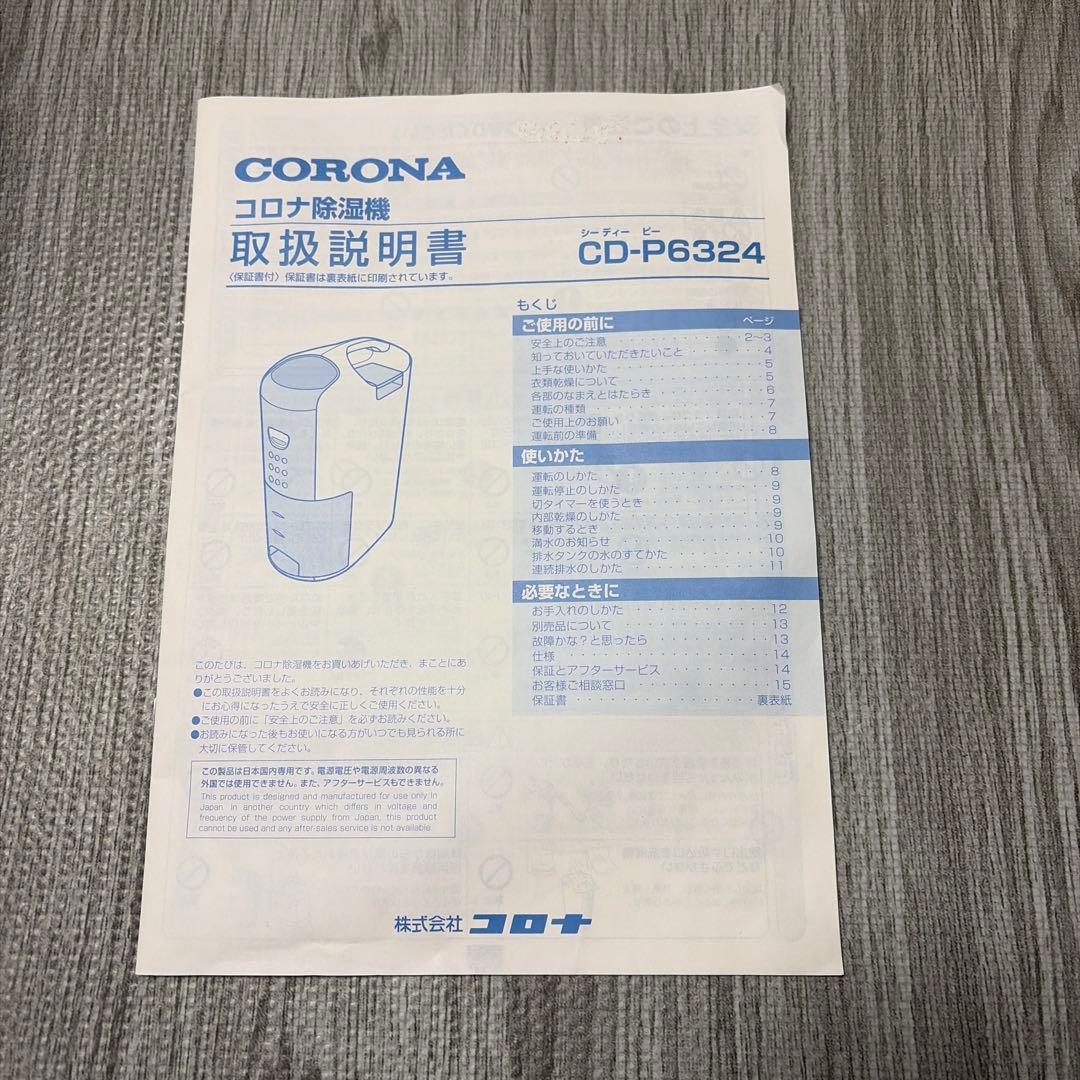 CORONA
コロナ除湿機
取扱説明書
シー ディー ピー
CD-P6324
〈保証書付〉保証書は裏表紙に印刷されています。
もくじ
ご使用の前に ページ
安全上のご注意 2～3
知っておいていただきたいこと 4
上手な使いかた 5
衣類乾燥について 5
各部のなまえとはたらき 6
運転の種類 7
ご使用上のお願い 7
運転前の準備 8
使いかた
運転のしかた 8
運転停止のしかた 9
切タイマーを使うとき 9
内部乾燥のしかた 9
移動するとき 9
満水のお知らせ 10
排水タンクの水のすてかた 10
連続排水のしかた 11
必要なときに
お手入れのしかた 12
別売品について 13
故障かな？と思ったら 13
仕様 14
保証とアフターサービス 14
お客様ご相談窓口 15
保証書 裏表紙
このたびは、コロナ除湿機をお買いあげいただき、まことにあ
りがとうございました。
●この取扱説明書をよくお読みになり、それぞれの性能を十分
にお心得になったうえで安全に正しくご使用ください。
●ご使用の前に「安全上のご注意」を必ずお読みください。
●お読みになった後もお使いになる方がいつでも見られる所に
大切に保管してください。
この製品は日本国内専用です。電源電圧や電源周波数の異なる
外国では使用できません。また、アフターサービスもできません。
This product is designed and manufactured for use only in
Japan. In another country which differs in voltage and
frequency of the power supply from Japan, this product
cannot be used and any after-sales service is not available.
株式会社 コロナ